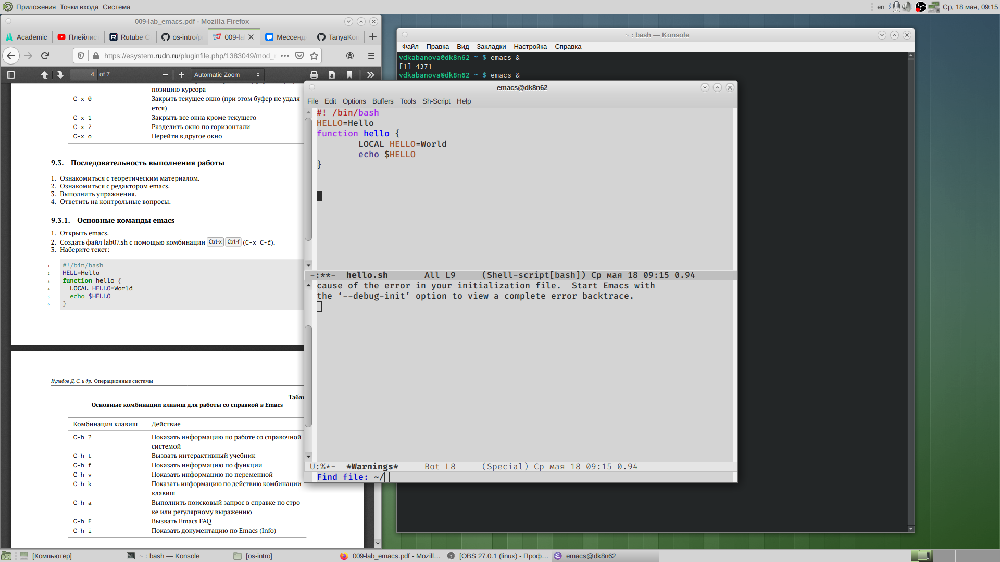 Приложения Точки входа Система
en
Ср, 18 мая, 09:15
009-lab_emacs.pdf - Mozilla Firefox
Academic
Плейлис
Rutube
os-intro/p
009-la
Мессенд
TanyaKo
https://esystem.rudn.ru/pluginfile.php/1383049/mod_
4 of 7
Automatic Zoom
позицию курсора
C-x 0 Закрыть текущее окно (при этом буфер не удаля-
ется)
C-x 1 Закрыть все окна кроме текущего
C-x 2 Разделить окно по горизонтали
C-x o Перейти в другое окно
9.3. Последовательность выполнения работы
1. Ознакомиться с теоретическим материалом.
2. Ознакомиться с редактором emacs.
3. Выполнить упражнения.
4. Ответить на контрольные вопросы.
9.3.1. Основные команды emacs
1. Открыть emacs.
2. Создать файл lab07.sh с помощью комбинации Ctrl-x Ctrl-f (C-x C-f).
3. Наберите текст:
1 #!/bin/bash
2 HELL=Hello
3 function hello {
4 LOCAL HELLO=World
5 echo $HELLO
6 }
Кулябов Д. С. и др. Операционные системы
Табл
Основные комбинации клавиш для работы со справкой в Emacs
Комбинация клавиш Действие
C-h ? Показать информацию по работе со справочной
системой
C-h t Вызвать интерактивный учебник
C-h f Показать информацию по функции
C-h v Показать информацию по переменной
C-h k Показать информацию по действию комбинации
клавиш
C-h a Выполнить поисковый запрос в справке по стро-
ке или регулярному выражению
C-h F Вызвать Emacs FAQ
C-h i Показать документацию по Emacs (Info)
~ : bash — Konsole
Файл Правка Вид Закладки Настройка Справка
vdkabanova@dk8n62 ~ $ emacs &
[1] 4371
vdkabanova@dk8n62 ~ $ emacs &
emacs@dk8n62
File Edit Options Buffers Tools Sh-Script Help
#! /bin/bash
HELLO=Hello
function hello {
LOCAL HELLO=World
echo $HELLO
}
-:**- hello.sh All L9 (Shell-script[bash]) Ср мая 18 09:15 0.94
cause of the error in your initialization file. Start Emacs with
the ‘--debug-init’ option to view a complete error backtrace.
U:%*- *Warnings* Bot L8 (Special) Ср мая 18 09:15 0.94
Find file: ~/
[Компьютер]
~ : bash — Konsole
[os-intro]
009-lab_emacs.pdf - Mozill...
[OBS 27.0.1 (linux) - Проф...
emacs@dk8n62